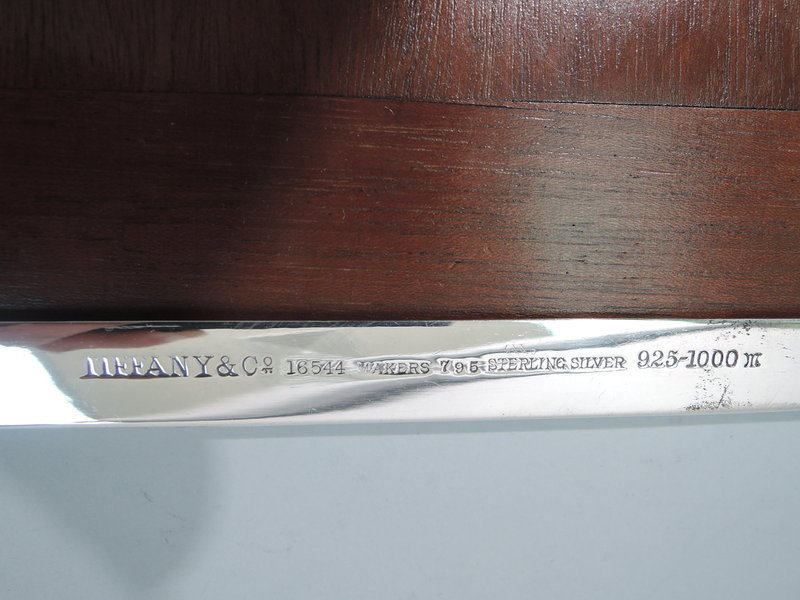 TIFFANY & Cº 16544 MAKERS 795 STERLING SILVER 925-1000 m